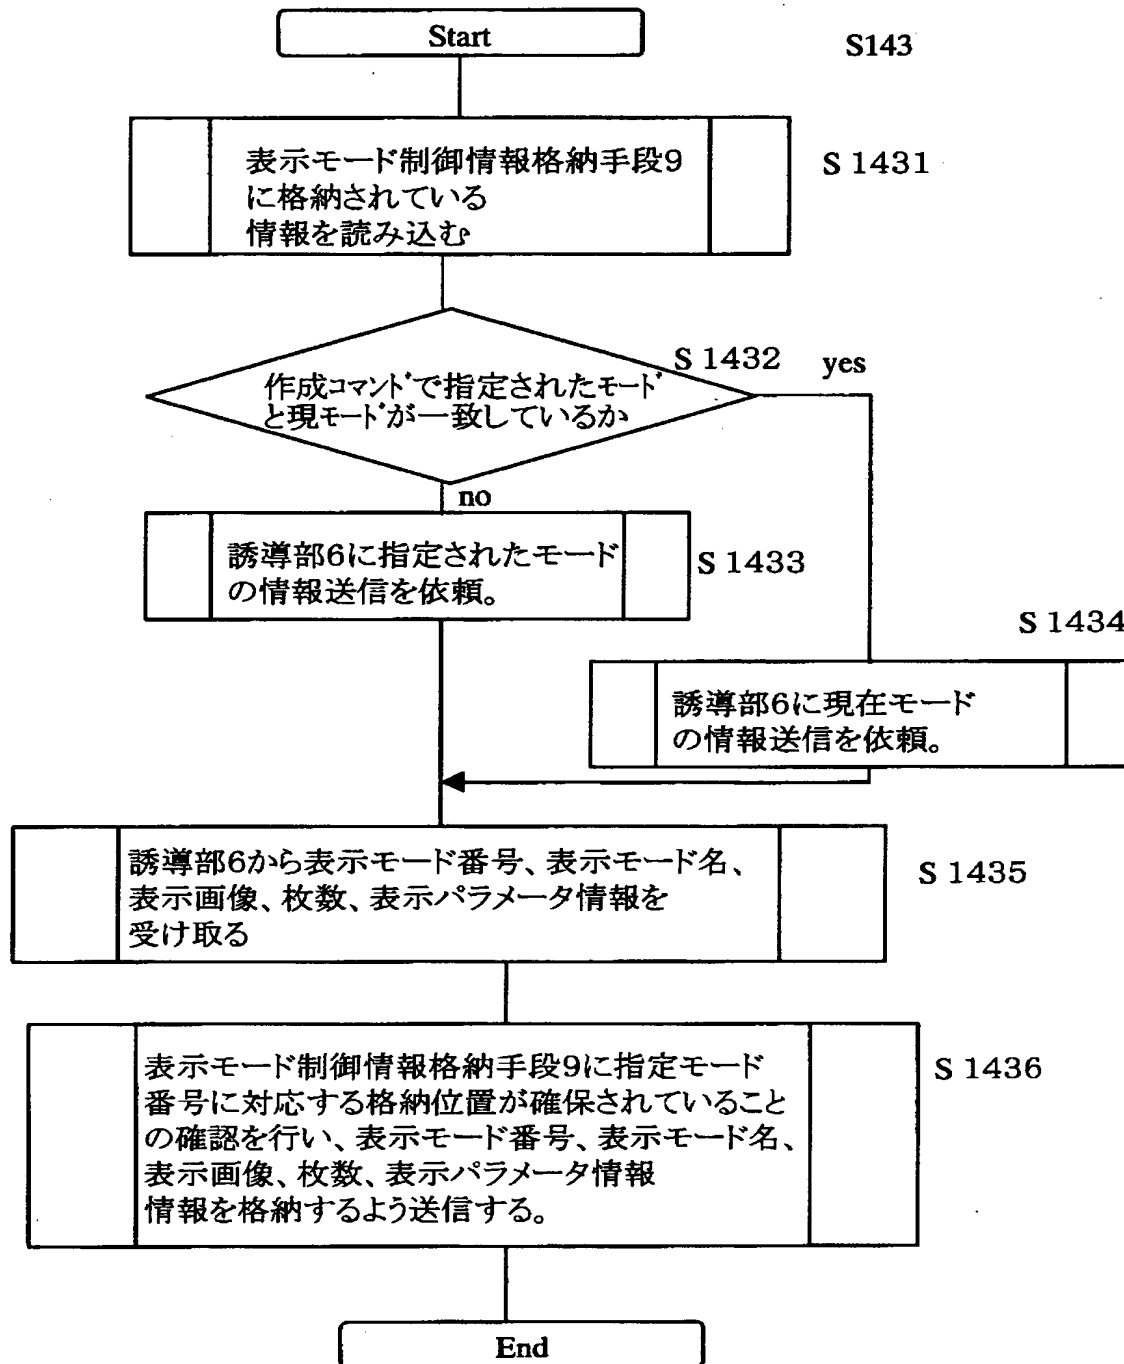 Start
S143
表示モード制御情報格納手段9
に格納されている
情報を読み込む
S 1431
S 1432
yes
作成コマンドで指定されたモード
と現モードが一致しているか
no
誘導部6に指定されたモード
の情報送信を依頼。
S 1433
S 1434
誘導部6に現在モード
の情報送信を依頼。
誘導部6から表示モード番号、表示モード名、
表示画像、枚数、表示パラメータ情報を
受け取る
S 1435
表示モード制御情報格納手段9に指定モード
番号に対応する格納位置が確保されていること
の確認を行い、表示モード番号、表示モード名、
表示画像、枚数、表示パラメータ情報
情報を格納するよう送信する。
S 1436
End